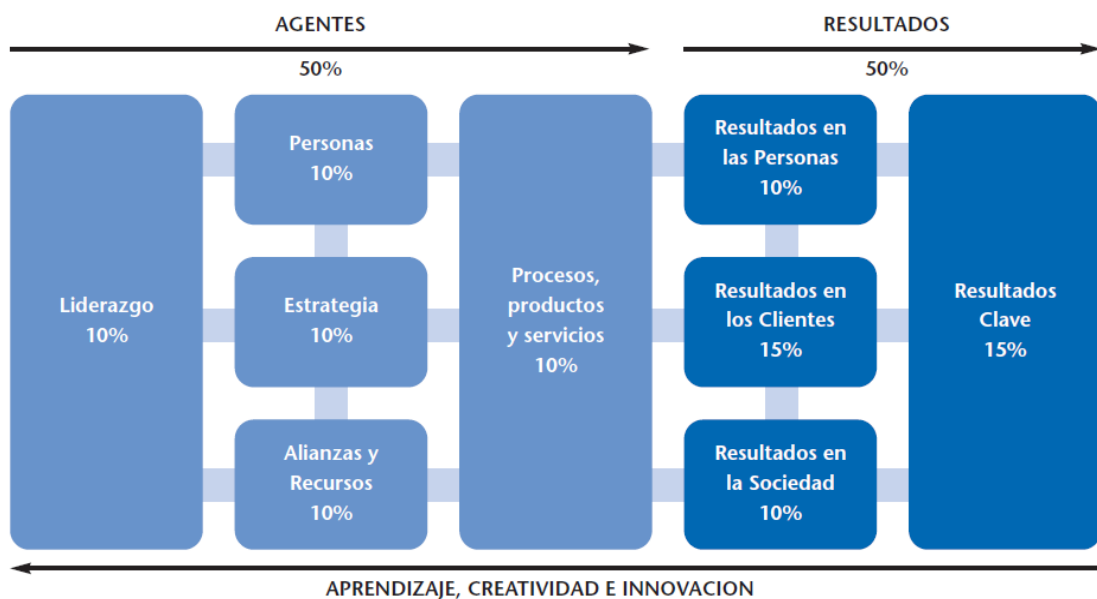 AGENTES
50%
RESULTADOS
50%
Liderazgo
10%
Personas
10%
Estrategia
10%
Alianzas y
Recursos
10%
Procesos,
productos
y servicios
10%
Resultados en
las Personas
10%
Resultados en
los Clientes
15%
Resultados en
la Sociedad
10%
Resultados
Clave
15%
APRENDIZAJE, CREATIVIDAD E INNOVACION